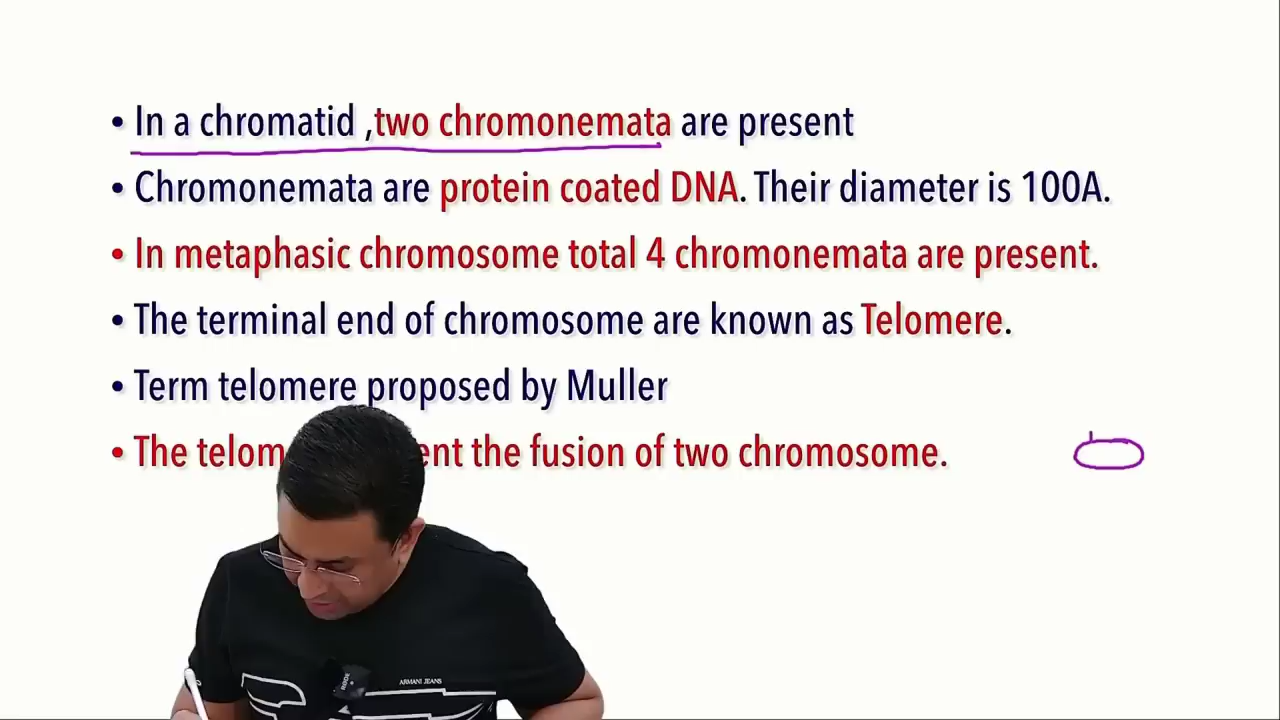 • In a chromatid ,two chromonemata are present
• Chromonemata are protein coated DNA. Their diameter is 100A.
• In metaphasic chromosome total 4 chromonemata are present.
• The terminal end of chromosome are known as Telomere.
• Term telomere proposed by Muller
• The the fusion of two chromosome.
ARMANI JEANS